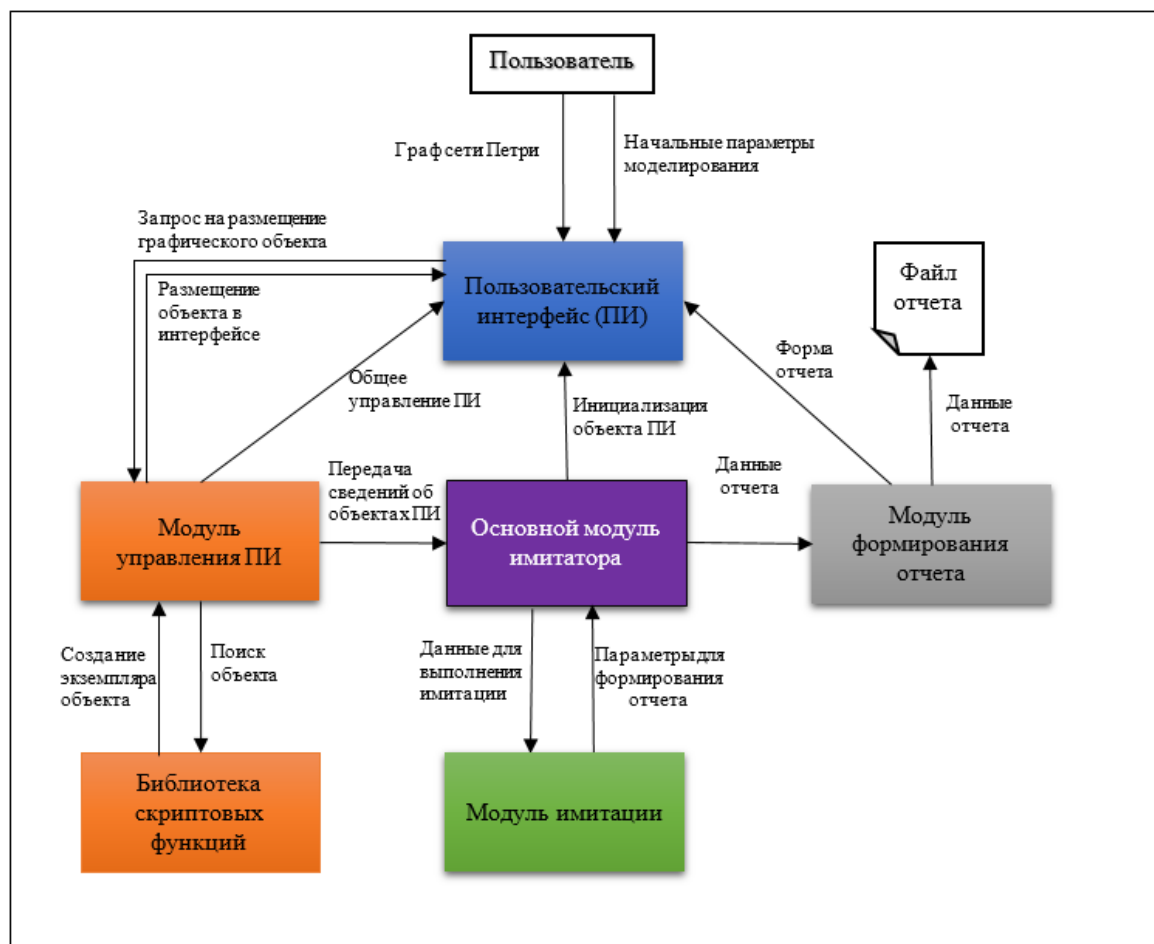 Пользователь
Граф сети Петри
Начальные параметры
моделирования
Запрос на размещение
графического объекта
Размещение
объекта в
интерфейсе
Пользовательский
интерфейс (ПИ)
Файл
отчета
Общее
управление ПИ
Инициализация
объекта ПИ
Форма
отчета
Данные
отчета
Передача
сведений об
объектах ПИ
Данные
отчета
Модуль
управления ПИ
Основной модуль
имитатора
Модуль
формирования
отчета
Создание
экземпляра
объекта
Поиск
объекта
Данные для
выполнения
имитации
Параметры для
формирования
отчета
Библиотека
скриптовых
функций
Модуль имитации